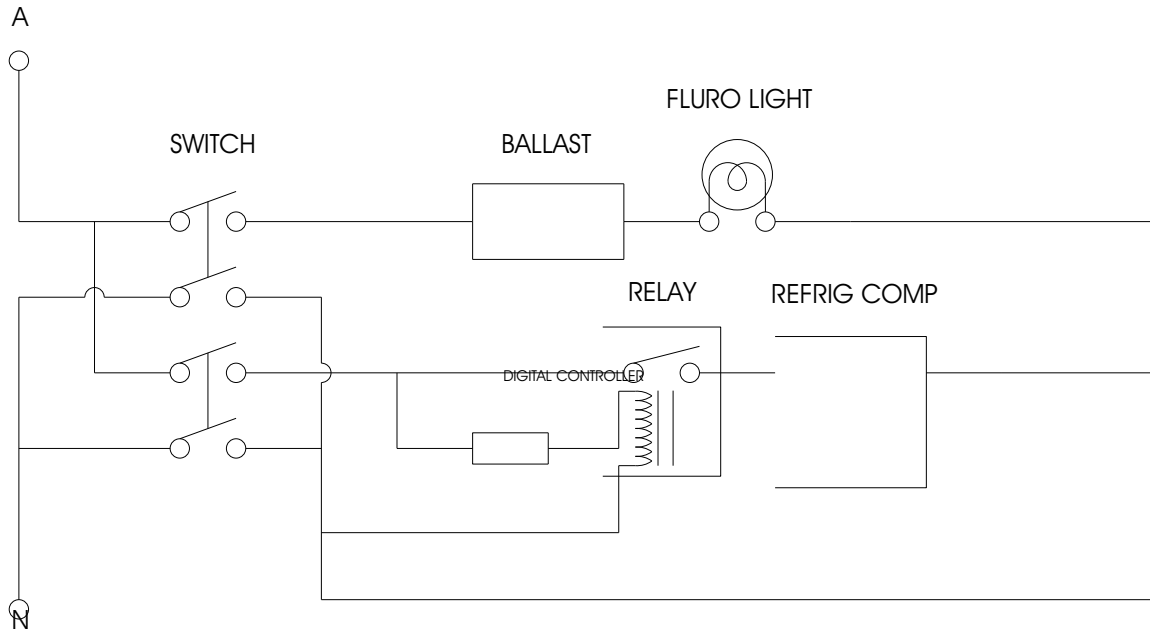 A
FLURO LIGHT
SWITCH
BALLAST
RELAY
REFRIG COMP
DIGITAL CONTROLLER
N